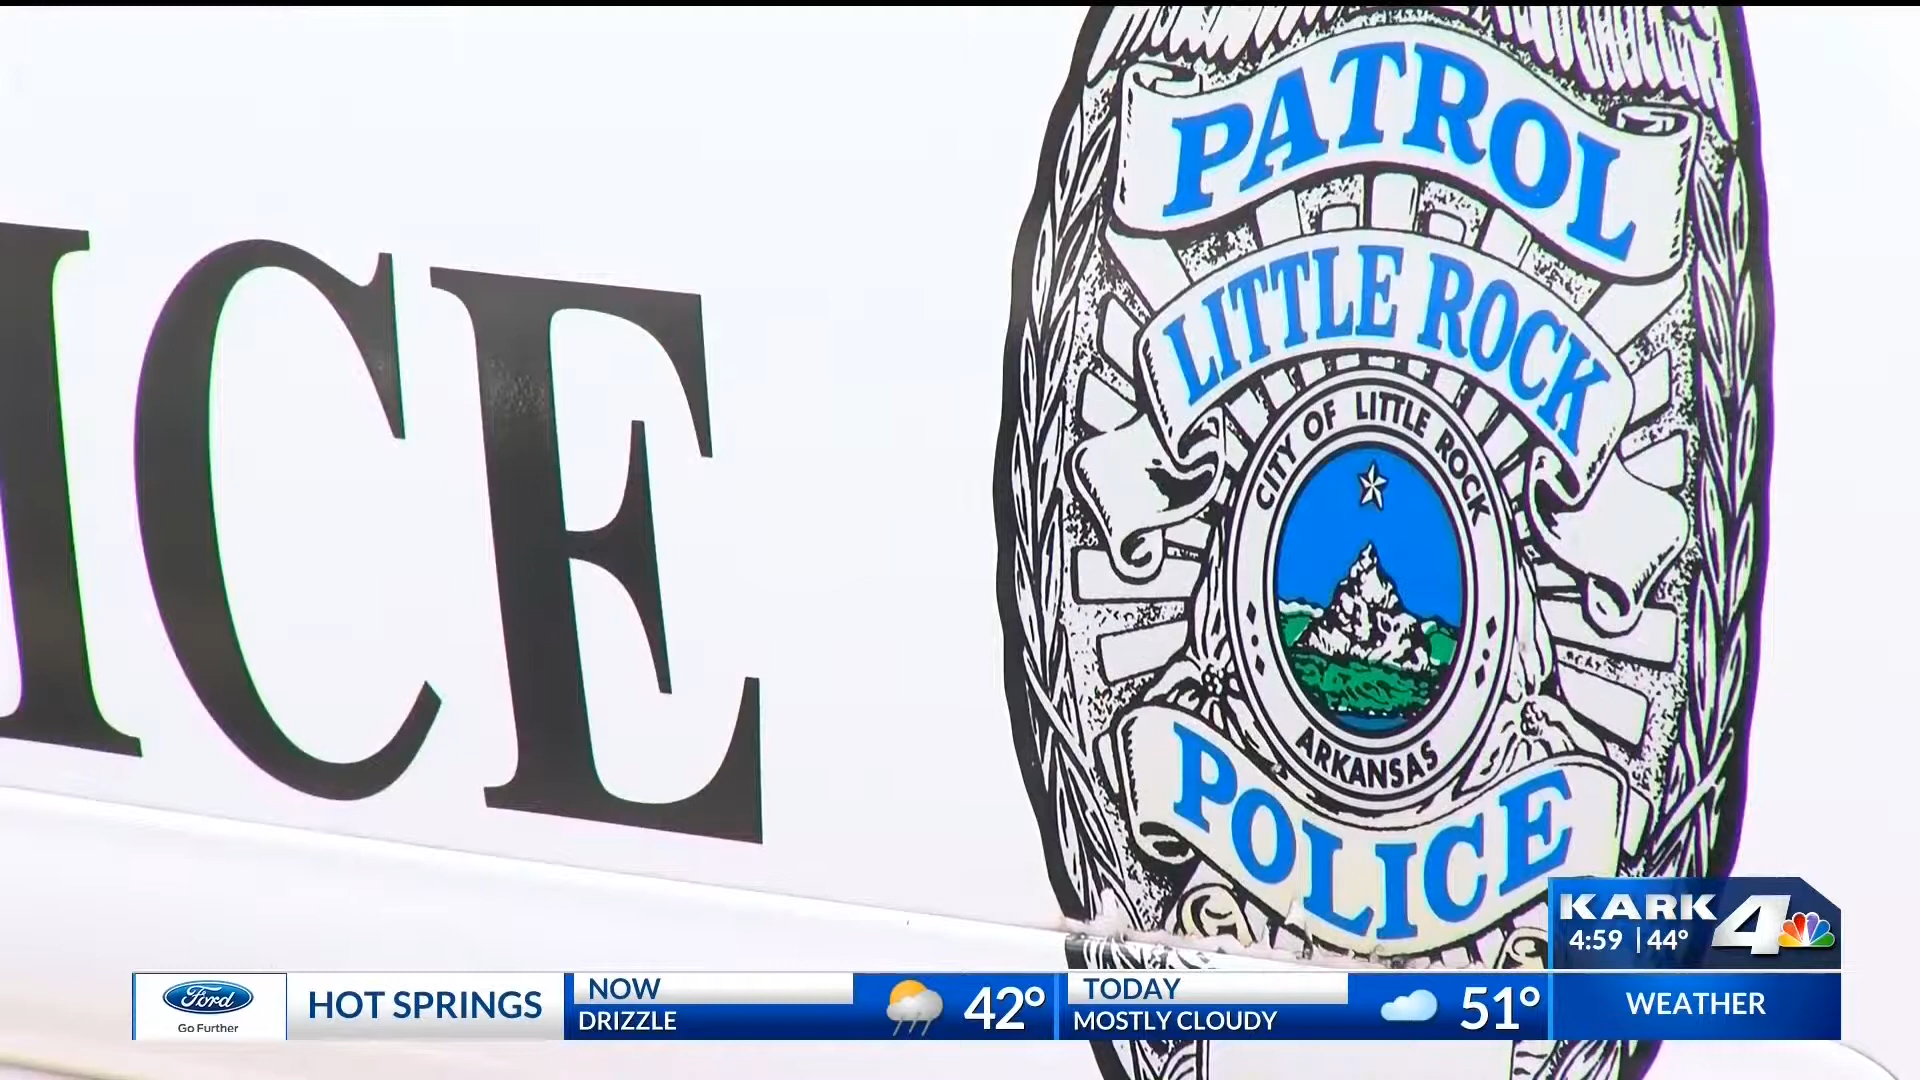 ICE
PATROL
LITTLE ROCK
CITY OF LITTLE ROCK
ARKANSAS
POLICE
KARK 4
4:59 | 44°
Ford
Go Further
HOT SPRINGS
NOW
DRIZZLE
42°
TODAY
MOSTLY CLOUDY
51°
WEATHER